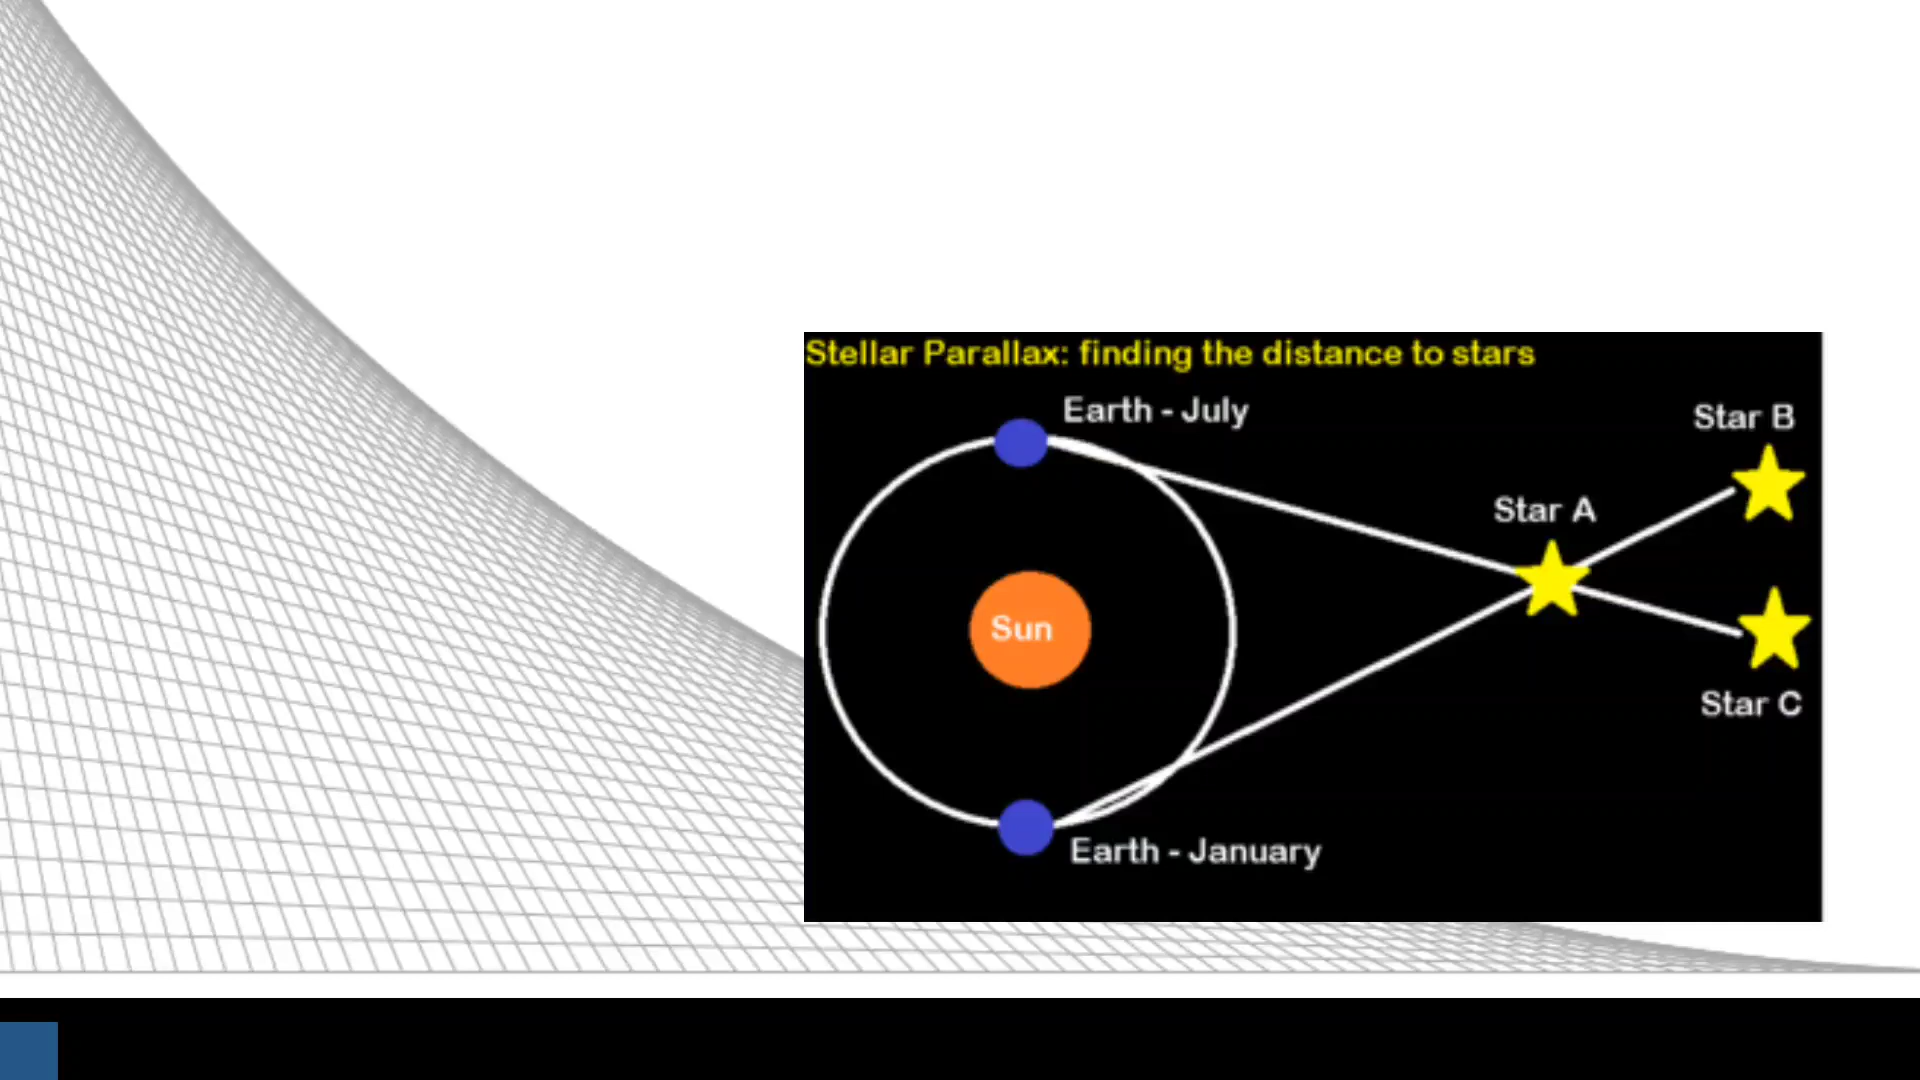 Stellar Parallax: finding the distance to stars
Earth - July
Star B
Star A
Sun
Star C
Earth - January